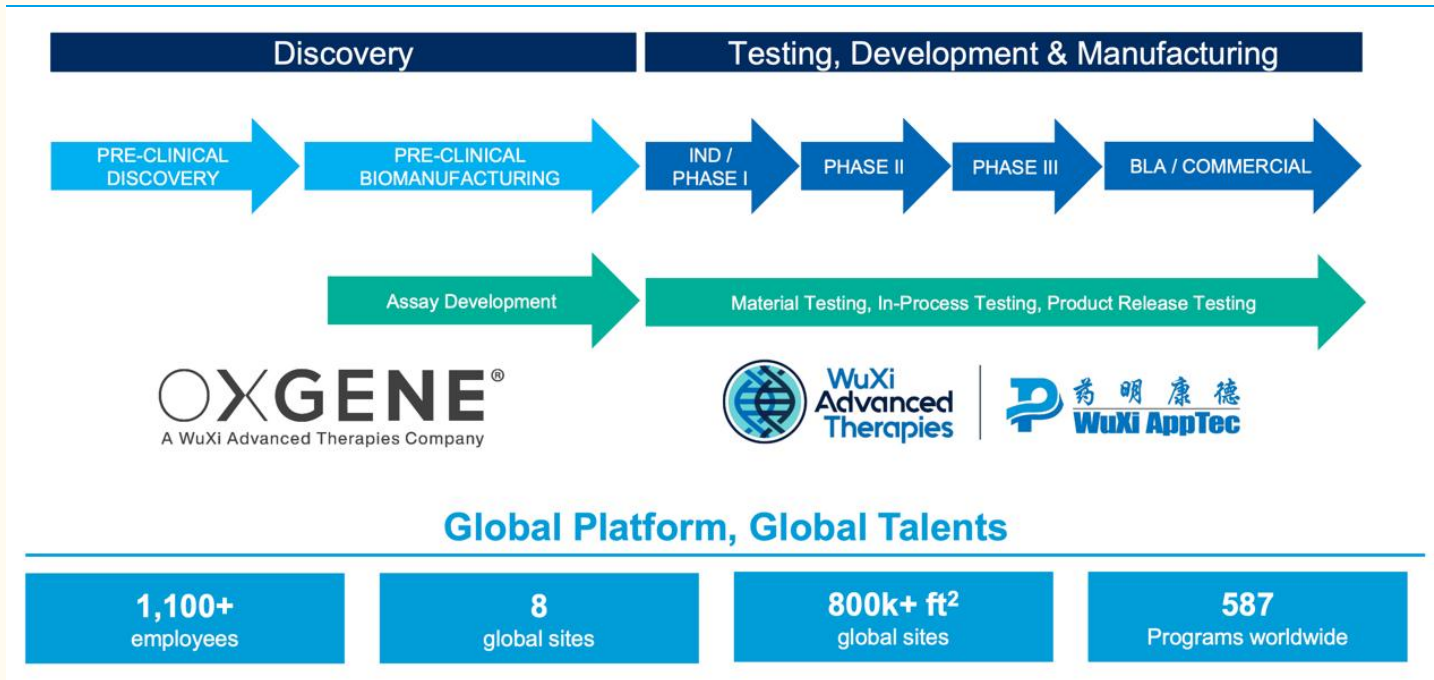 Discovery
Testing, Development & Manufacturing
PRE-CLINICAL
DISCOVERY
PRE-CLINICAL
BIOMANUFACTURING
IND /
PHASE I
PHASE II
PHASE III
BLA / COMMERCIAL
Assay Development
Material Testing, In-Process Testing, Product Release Testing
OXGENE®
A WuXi Advanced Therapies Company
WuXi
Advanced
Therapies
药明康德
WuXi AppTec
Global Platform, Global Talents
1,100+
employees
8
global sites
800k+ ft²
global sites
587
Programs worldwide